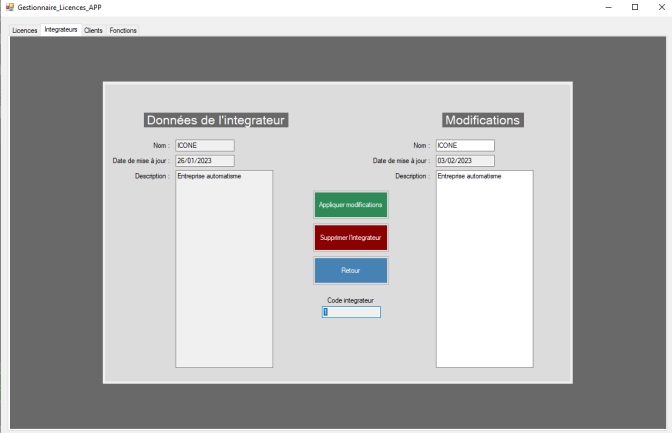 Gestionnaire_Licences_APP
Licences Integrateurs Clients Fonctions
Données de l'integrateur
Modifications
Nom : ICONE
Date de mise à jour : 26/01/2023
Description : Entreprise automatisme
Nom : ICONE
Date de mise à jour : 03/02/2023
Description : Entreprise automatisme
Appliquer modifications
Supprimer l'integrateur
Retour
Code integrateur
1